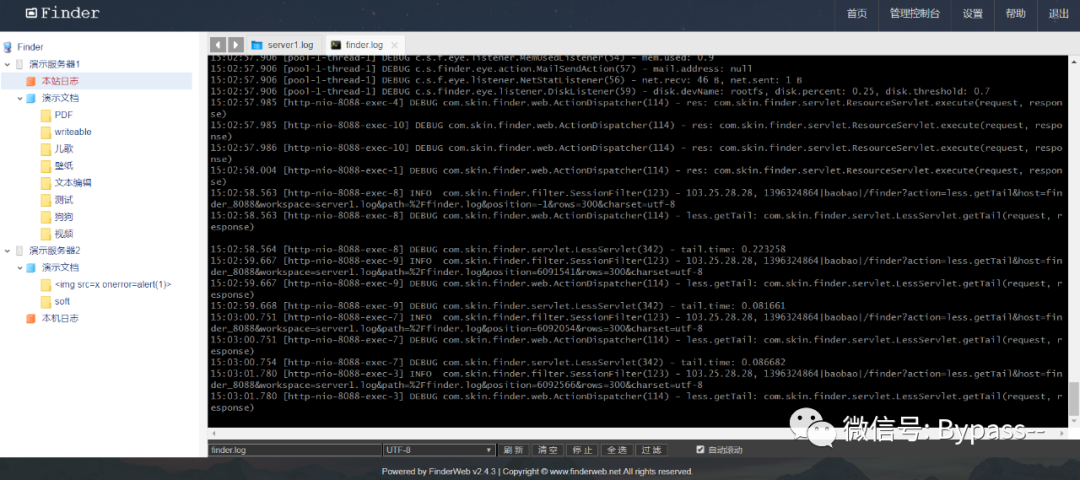 Finder
首页 管理控制台 设置 帮助 退出
Finder
演示服务器1
本站日志
演示文档
PDF
writeable
儿歌
壁纸
文本编辑
测试
狗狗
视频
演示服务器2
演示文档
<img src=x onerror=alert(1)>
soft
本机日志
server1.log finder.log
15:02:57.906 [pool-1-thread-1] DEBUG c.s.f.eye.listener.MemUsedListener(54) - mem.used: 0.9
15:02:57.906 [pool-1-thread-1] DEBUG c.s.finder.eye.action.MailSendAction(57) - mail.address: null
15:02:57.906 [pool-1-thread-1] DEBUG c.s.f.eye.listener.NetStatListener(56) - net.recv: 46 B, net.sent: 1 B
15:02:57.906 [pool-1-thread-1] DEBUG c.s.finder.eye.listener.DiskListener(59) - disk.devName: rootfs, disk.percent: 0.25, disk.threshold: 0.7
15:02:57.985 [http-nio-8088-exec-4] DEBUG com.skin.finder.web.ActionDispatcher(114) - res: com.skin.finder.servlet.ResourceServlet.execute(request, respon
se)
15:02:57.985 [http-nio-8088-exec-10] DEBUG com.skin.finder.web.ActionDispatcher(114) - res: com.skin.finder.servlet.ResourceServlet.execute(request, respo
nse)
15:02:57.986 [http-nio-8088-exec-10] DEBUG com.skin.finder.web.ActionDispatcher(114) - res: com.skin.finder.servlet.ResourceServlet.execute(request, respo
nse)
15:02:58.004 [http-nio-8088-exec-1] DEBUG com.skin.finder.web.ActionDispatcher(114) - res: com.skin.finder.servlet.ResourceServlet.execute(request, respon
se)
15:02:58.563 [http-nio-8088-exec-8] INFO com.skin.finder.filter.SessionFilter(123) - 103.25.28.28, 1396324864|baobao|/finder?action=less.getTail&host=fin
der_8088&workspace=server1.log&path=%2Ffinder.log&position=-1&rows=300&charset=utf-8
15:02:58.563 [http-nio-8088-exec-8] DEBUG com.skin.finder.web.ActionDispatcher(114) - less.getTail: com.skin.finder.servlet.LessServlet.getTail(request, r
esponse)
15:02:58.564 [http-nio-8088-exec-8] DEBUG com.skin.finder.servlet.LessServlet(342) - tail.time: 0.223258
15:02:59.667 [http-nio-8088-exec-9] INFO com.skin.finder.filter.SessionFilter(123) - 103.25.28.28, 1396324864|baobao|/finder?action=less.getTail&host=fin
der_8088&workspace=server1.log&path=%2Ffinder.log&position=6091541&rows=300&charset=utf-8
15:02:59.667 [http-nio-8088-exec-9] DEBUG com.skin.finder.web.ActionDispatcher(114) - less.getTail: com.skin.finder.servlet.LessServlet.getTail(request, r
esponse)
15:02:59.668 [http-nio-8088-exec-9] DEBUG com.skin.finder.servlet.LessServlet(342) - tail.time: 0.081661
15:03:00.751 [http-nio-8088-exec-7] INFO com.skin.finder.filter.SessionFilter(123) - 103.25.28.28, 1396324864|baobao|/finder?action=less.getTail&host=fin
der_8088&workspace=server1.log&path=%2Ffinder.log&position=6092054&rows=300&charset=utf-8
15:03:00.751 [http-nio-8088-exec-7] DEBUG com.skin.finder.web.ActionDispatcher(114) - less.getTail: com.skin.finder.servlet.LessServlet.getTail(request, r
esponse)
15:03:00.754 [http-nio-8088-exec-7] DEBUG com.skin.finder.servlet.LessServlet(342) - tail.time: 0.086682
15:03:01.780 [http-nio-8088-exec-3] INFO com.skin.finder.filter.SessionFilter(123) - 103.25.28.28, 1396324864|baobao|/finder?action=less.getTail&host=fin
der_8088&workspace=server1.log&path=%2Ffinder.log&position=6092566&rows=300&charset=utf-8
15:03:01.780 [http-nio-8088-exec-3] DEBUG com.skin.finder.web.ActionDispatcher(114) - less.getTail: com.skin.finder.servlet.LessServlet.getTail(request, r
esponse)
微信号: Bypass--
finder.log UTF-8 刷新 清空 停止 全选 过滤 自动滚动
Powered by FinderWeb v2.4.3 | Copyright © www.finderweb.net All rights reserved.